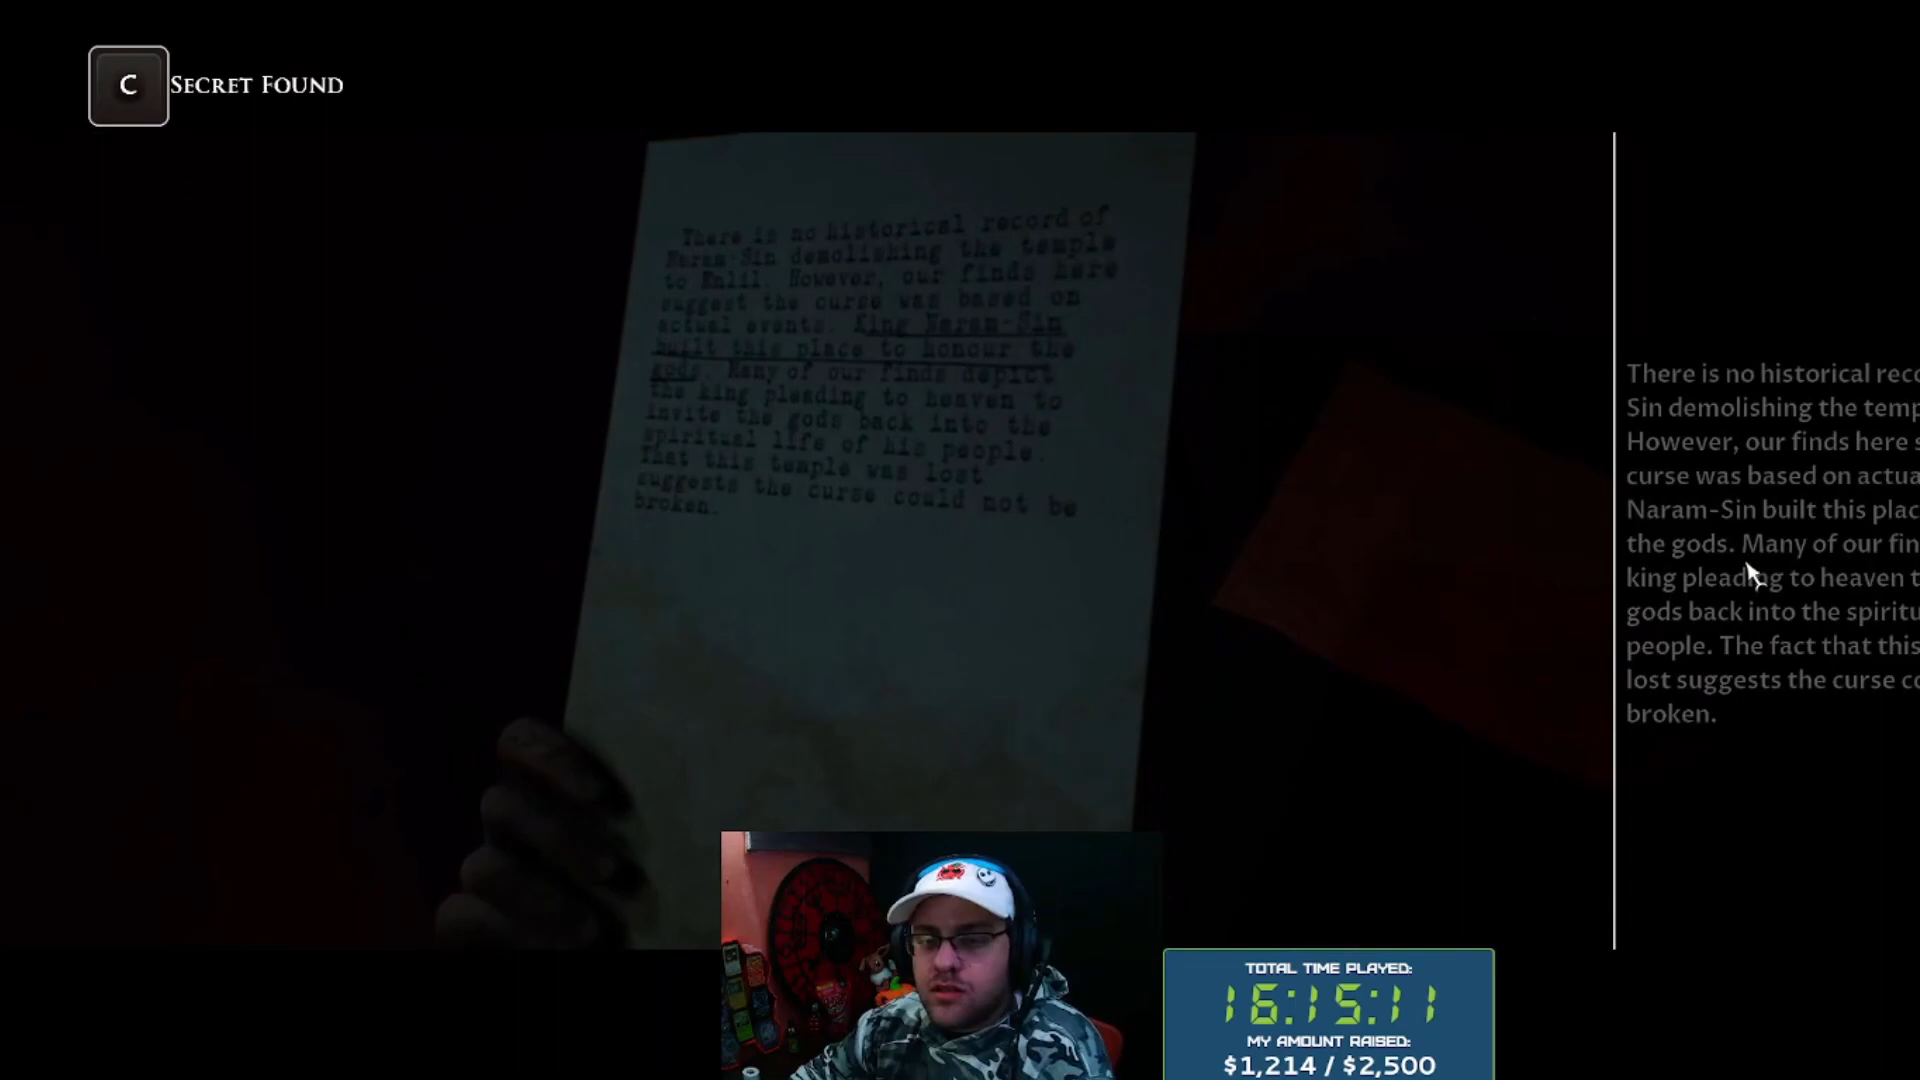 C
SECRET FOUND
There is no historical record of
Naram-Sin demolishing the temple
to Enlil. However, our finds here
suggest the curse was based on
actual events. King Naram-Sin
built this place to honour the
gods. Many of our finds depict
the king pleading to heaven to
invite the gods back into the
spiritual life of his people.
That this temple was lost
suggests the curse could not be
broken.
There is no historical reco
Sin demolishing the temp
However, our finds here s
curse was based on actua
Naram-Sin built this plac
the gods. Many of our fin
king pleading to heaven t
gods back into the spiritu
people. The fact that this
lost suggests the curse co
broken.
TOTAL TIME PLAYED:
16:15:11
MY AMOUNT RAISED:
$1,214 / $2,500